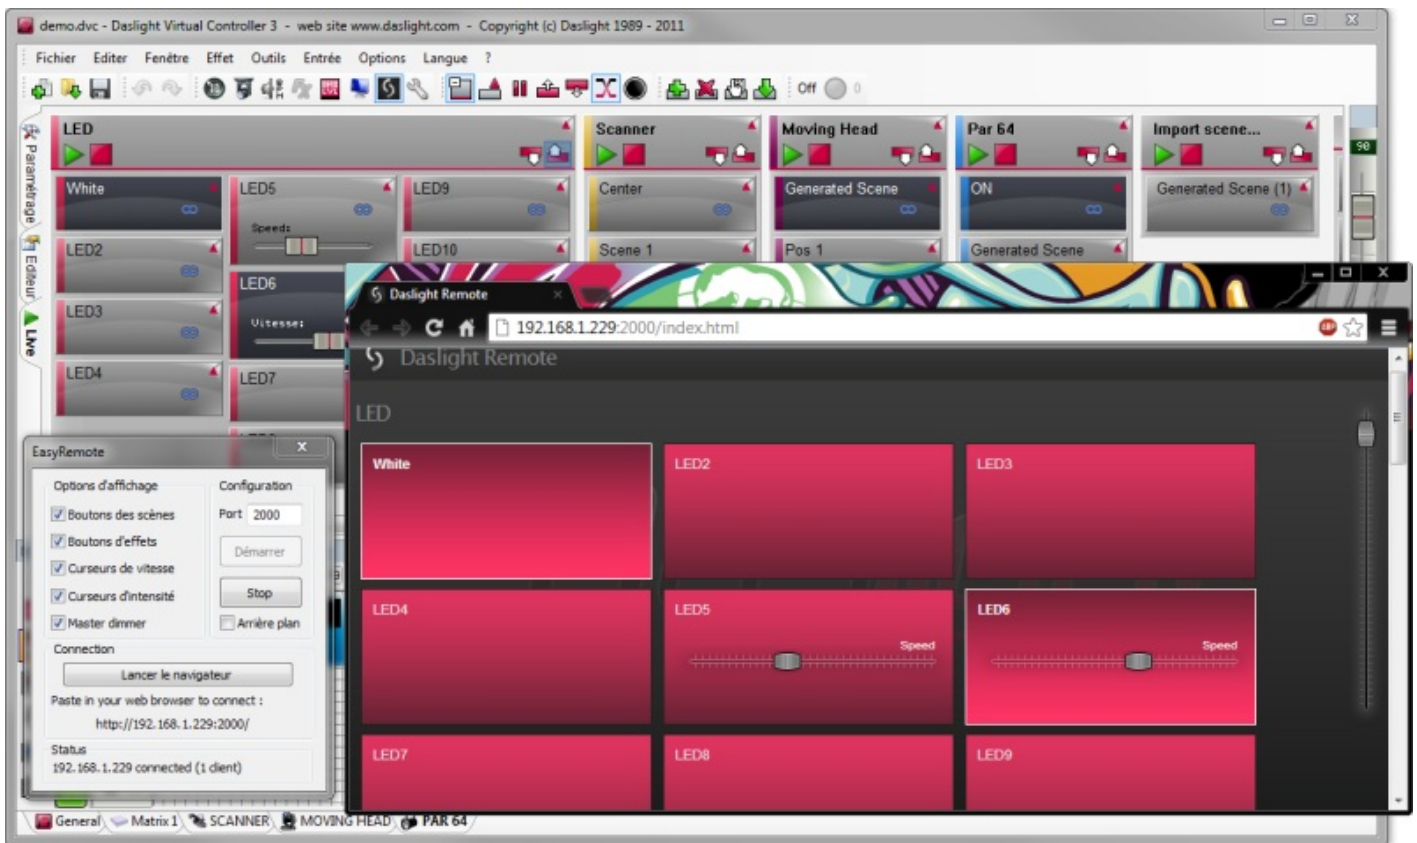 demo.dvc - Daslight Virtual Controller 3 - web site www.daslight.com - Copyright (c) Daslight 1989 - 2011
Fichier Editer Fenêtre Effet Outils Entrée Options Langue ?
Off 0
Paramétrage
Editeur
Live
LED
Scanner
Moving Head
Par 64
Import scene...
90
White
LED5
LED9
Center
Generated Scene
ON
Generated Scene (1)
Speed:
LED2
LED10
Scene 1
Pos 1
Generated Scene
LED6
Vitesse:
LED3
LED4
LED7
Daslight Remote
192.168.1.229:2000/index.html
Daslight Remote
LED
White
LED2
LED3
LED4
LED5
Speed
LED6
Speed
LED7
LED8
LED9
EasyRemote
Options d'affichage
Boutons des scènes
Boutons d'effets
Curseurs de vitesse
Curseurs d'intensité
Master dimmer
Configuration
Port 2000
Démarrer
Stop
Arrière plan
Connection
Lancer le navigateur
Paste in your web browser to connect :
http://192.168.1.229:2000/
Status
192.168.1.229 connected (1 client)
General Matrix 1 SCANNER MOVING HEAD PAR 64